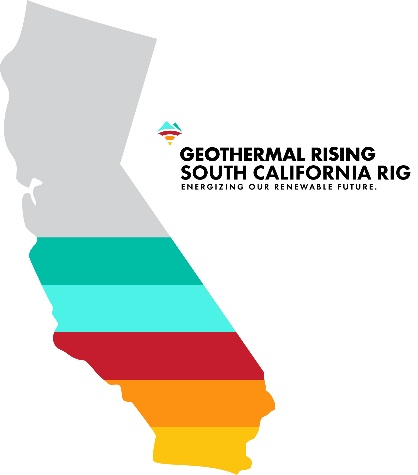 GEOTHERMAL RISING
SOUTH CALIFORNIA RIG
ENERGIZING OUR RENEWABLE FUTURE.